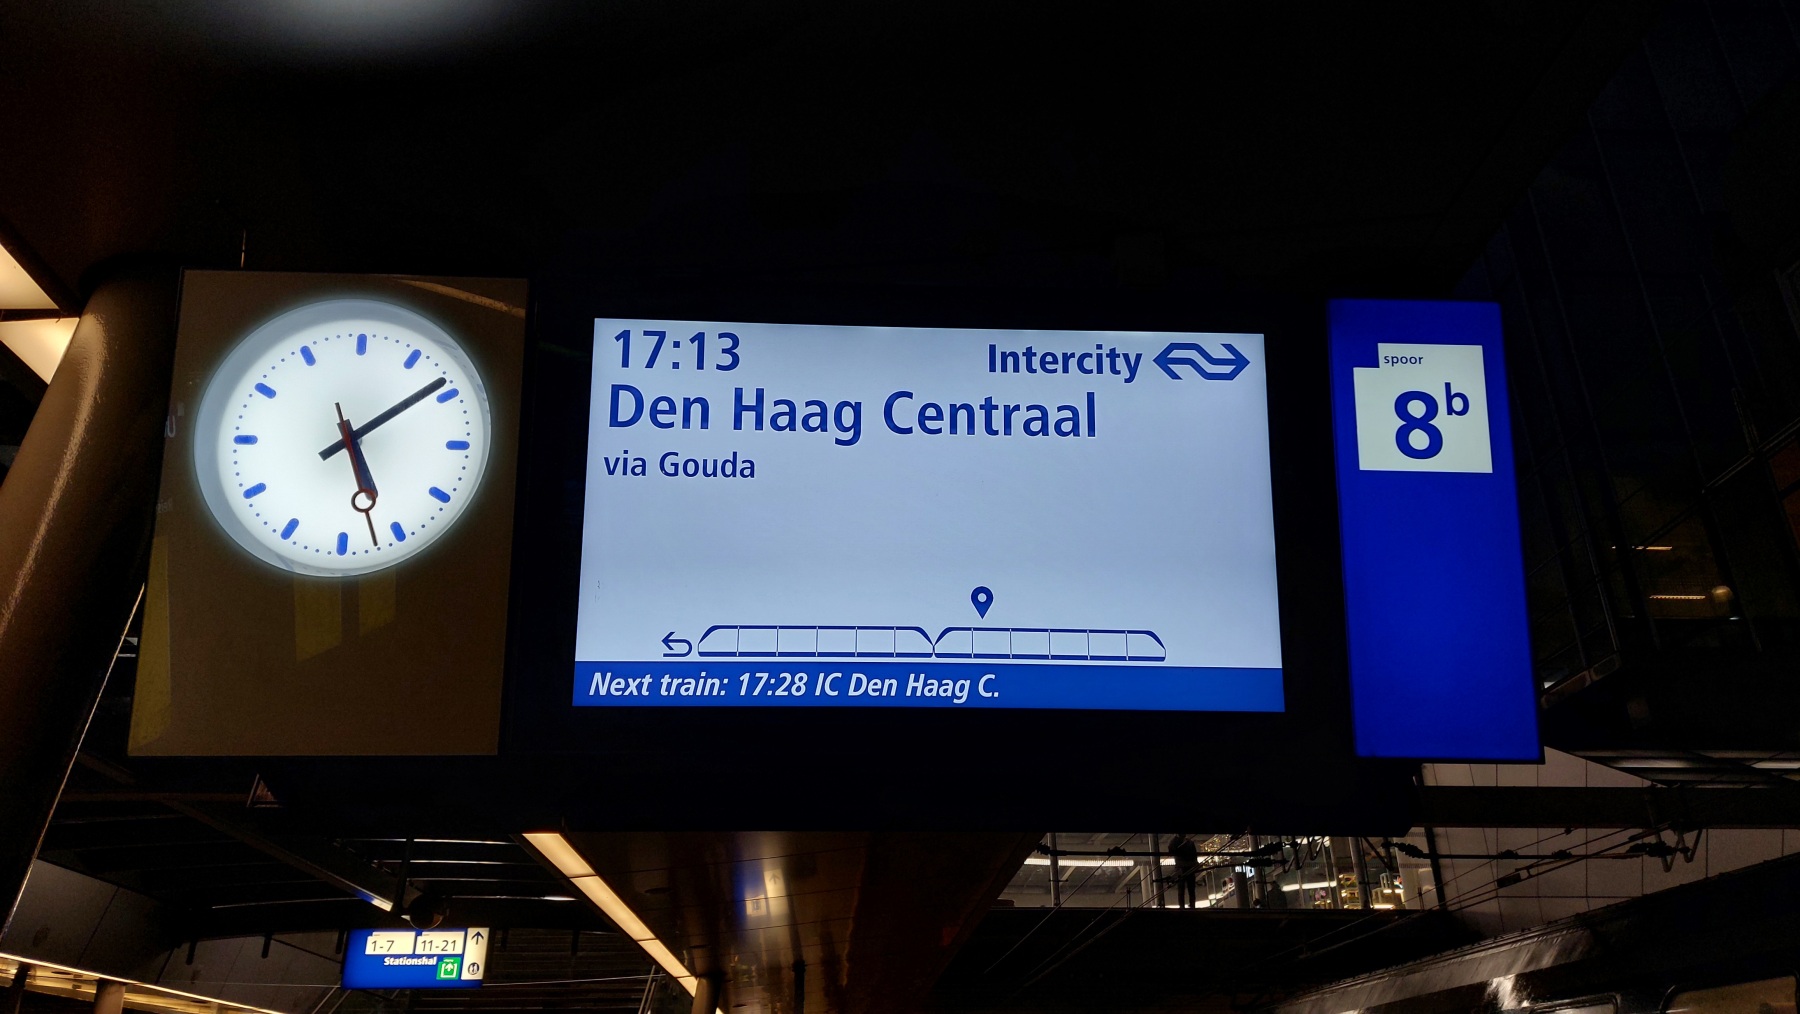 17:13
Intercity
Den Haag Centraal
via Gouda
Next train: 17:28 IC Den Haag C.
spoor
8b
1-7 11-21
Stationshal